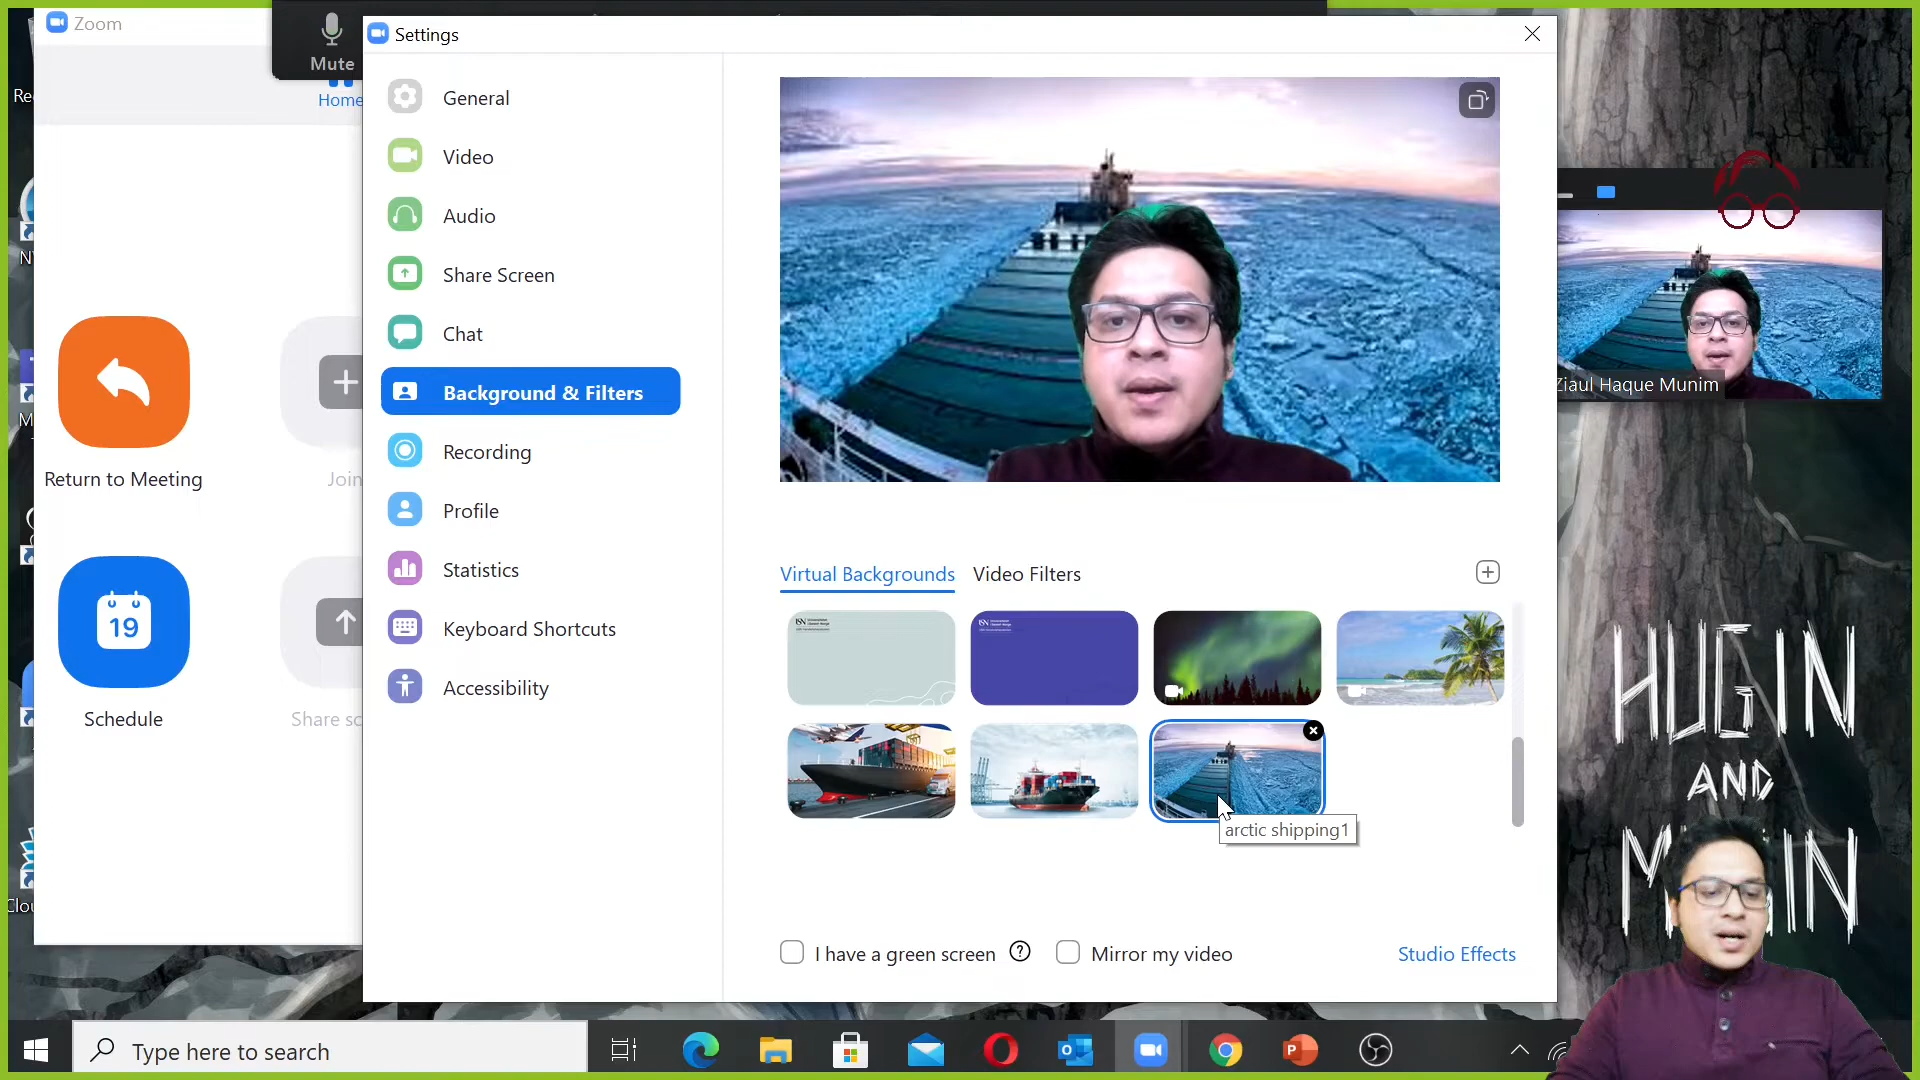 Zoom
Mute
Settings
Home
General
Video
Audio
Share Screen
Chat
Background & Filters
Recording
Profile
Statistics
Keyboard Shortcuts
Accessibility
Return to Meeting
Join
Schedule
19
Share sc
Ziaul Haque Munim
Virtual Backgrounds
Video Filters
arctic shipping1
I have a green screen
Mirror my video
Studio Effects
HUGIN
AND
Type here to search